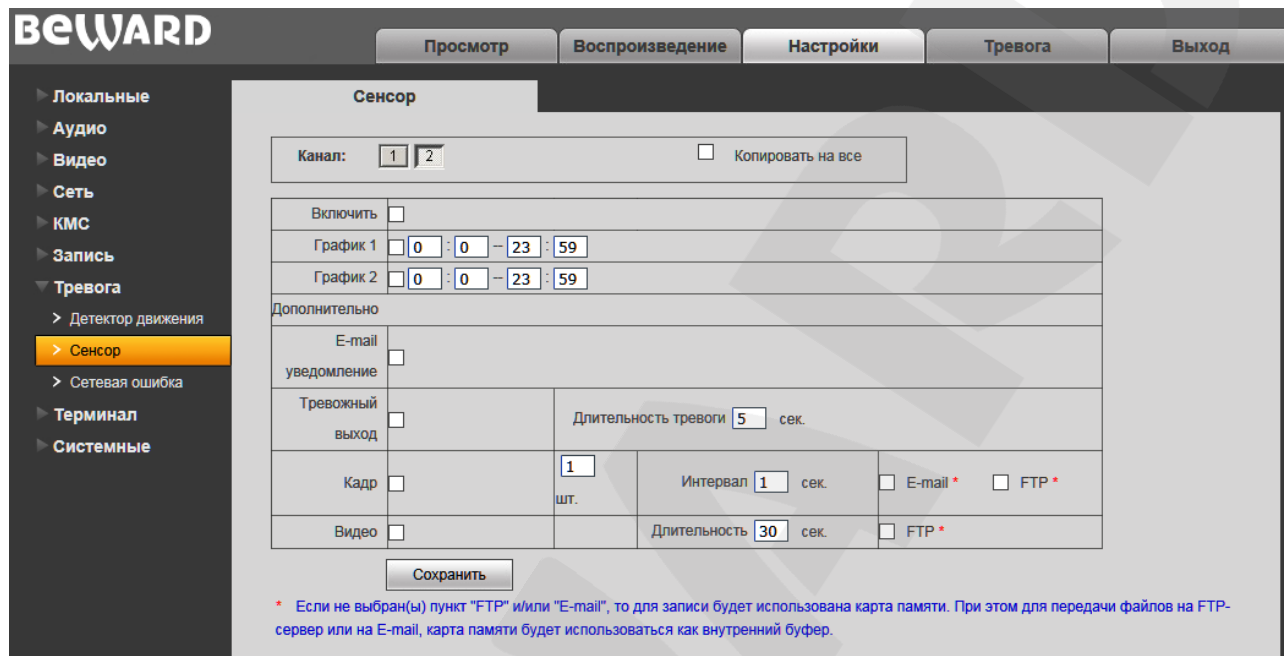 BEWARD
Просмотр Воспроизведение Настройки Тревога Выход
Локальные
Аудио
Видео
Сеть
КМС
Запись
Тревога
> Детектор движения
> Сенсор
> Сетевая ошибка
Терминал
Системные
Сенсор
Канал: 1 2 Копировать на все
Включить
График 1 0 : 0 – 23 : 59
График 2 0 : 0 – 23 : 59
Дополнительно
E-mail
уведомление
Тревожный
выход
Длительность тревоги 5 сек.
Кадр 1
шт.
Интервал 1 сек. E-mail * FTP *
Видео Длительность 30 сек. FTP *
Сохранить
* Если не выбран(ы) пункт "FTP" и/или "E-mail", то для записи будет использована карта памяти. При этом для передачи файлов на FTP-
сервер или на E-mail, карта памяти будет использоваться как внутренний буфер.